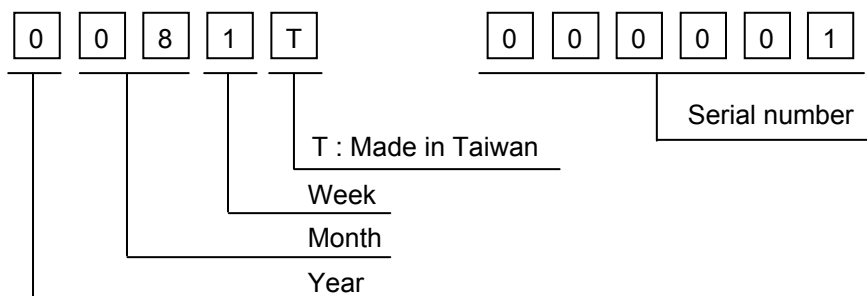 0 0 8 1 T 0 0 0 0 0 1
Serial number
T : Made in Taiwan
Week
Month
Year